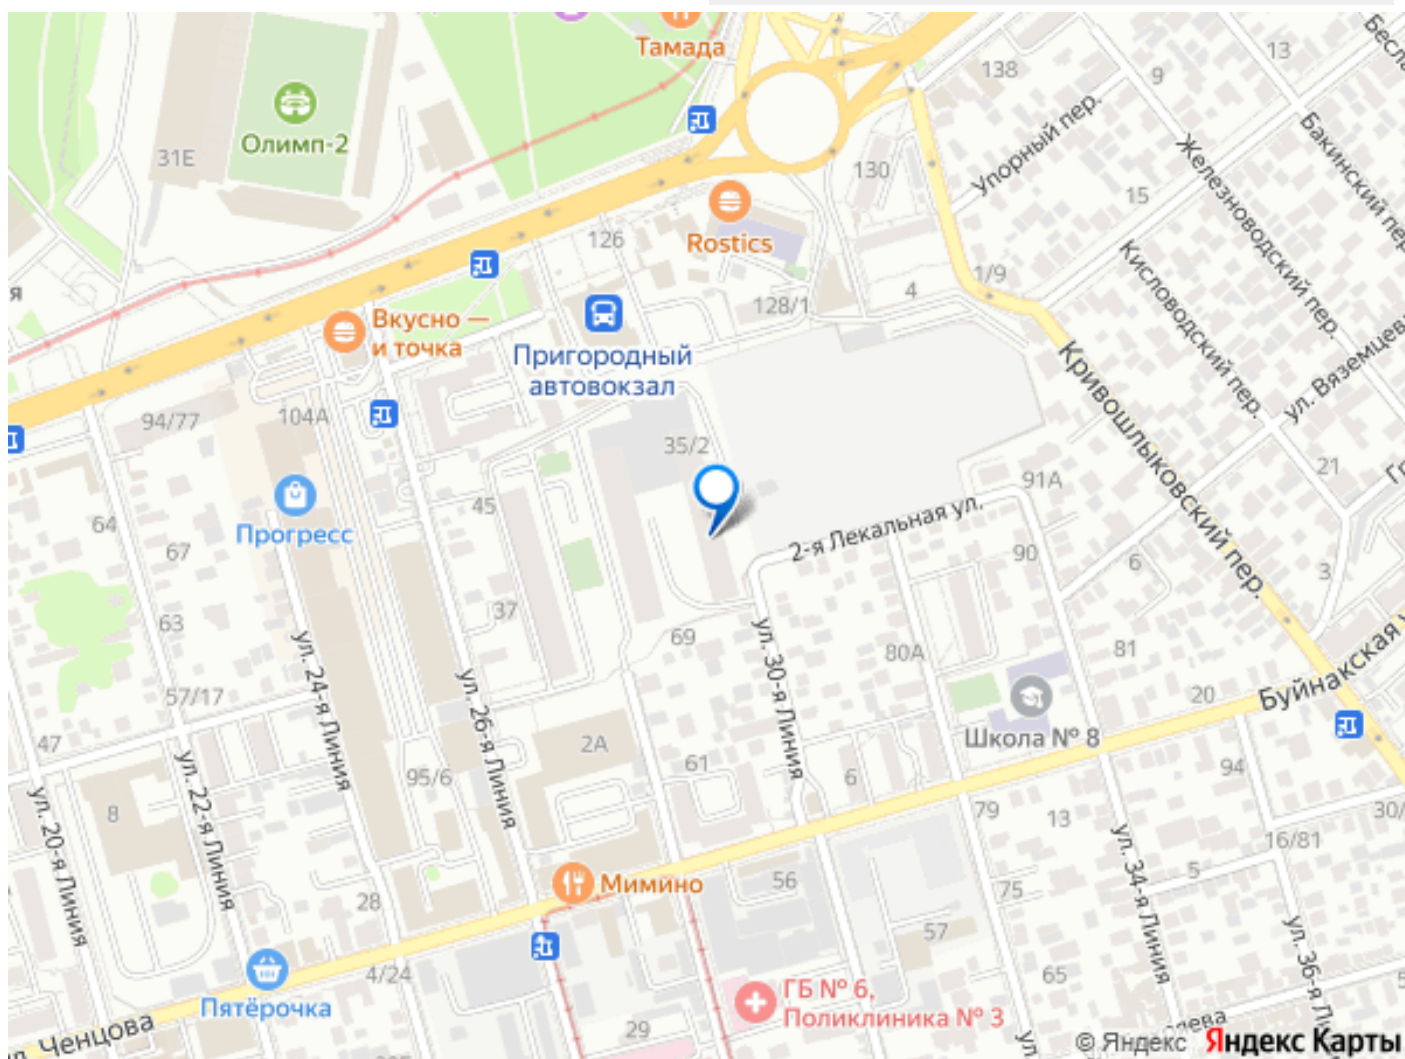 Тамада
138
13
9
Бакинский пер.
Упорный пер.
Железноводский пер.
Олимп-2
31Е
130
15
Rostics
126
Кисловодский пер.
1/9
4
128/1
Вкусно —
и точка
Пригородный
автовокзал
ул. Вяземцева
Кривошлыковский пер.
94/77
104А
35/2
21
91А
45
Прогресс
64
67
2-я Лекальная ул.
90
6
3
63
37
69
ул. 24-я Линия
ул. 26-я Линия
ул. 30-я Линия
80А
81
57/17
20
Буйнакская
Школа № 8
47
2А
61
6
95/6
94
8
ул. 20-я Линия
ул. 22-я Линия
79
13
30/
16/81
ул. 34-я Линия
5
Мимино
56
75
28
57
ул. 36-я Л
4/24
65
Пятёрочка
ГБ № 6,
Поликлиника № 3
29
Ченцова
ул
© Яндекс Яндекс Карты